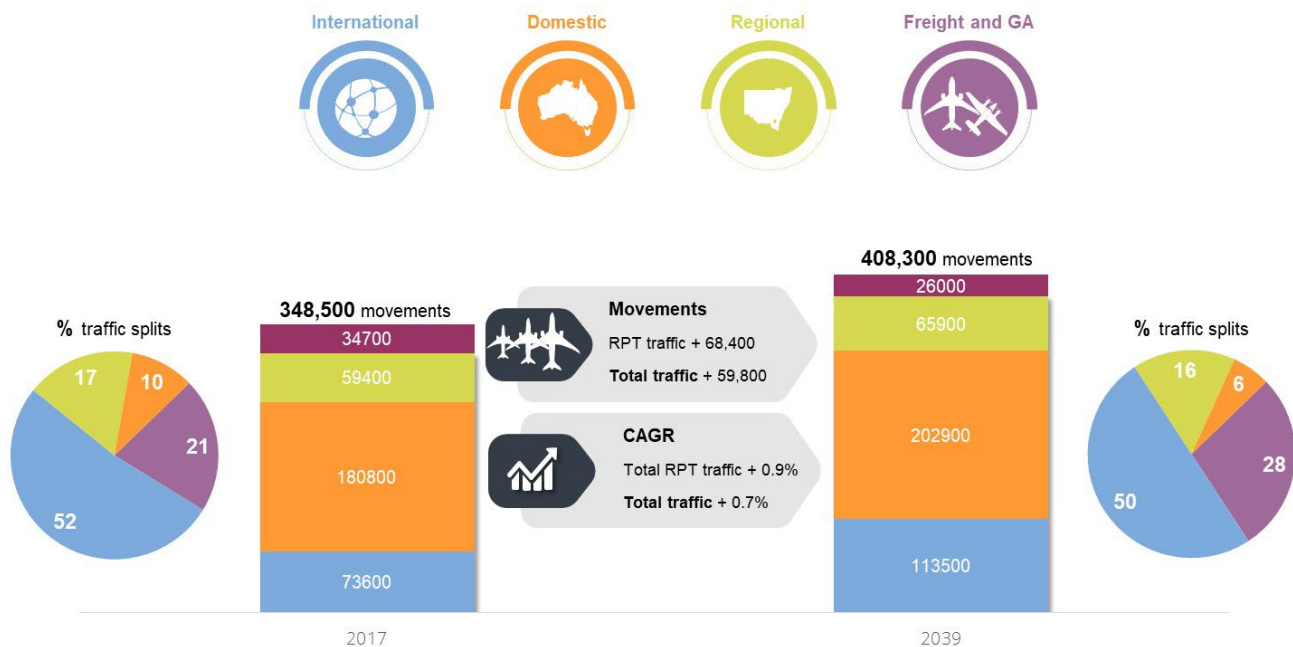 International
Domestic
Regional
Freight and GA
348,500 movements
408,300 movements
% traffic splits
17
10
21
52
34700
59400
180800
73600
Movements
RPT traffic + 68,400
Total traffic + 59,800
CAGR
Total RPT traffic + 0.9%
Total traffic + 0.7%
26000
65900
202900
113500
% traffic splits
16
6
28
50
2017
2039